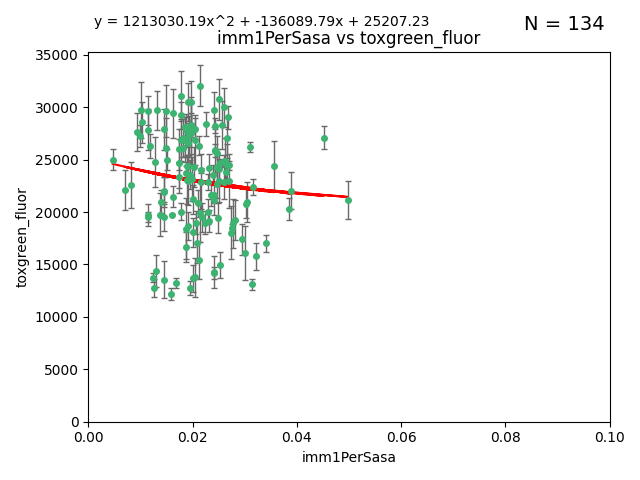 y = 1213030.19x^2 + -136089.79x + 25207.23
N = 134
imm1PerSasa vs toxgreen_fluor
35000
30000
25000
20000
15000
10000
5000
0
toxgreen_fluor
0.00 0.02 0.04 0.06 0.08 0.10
imm1PerSasa